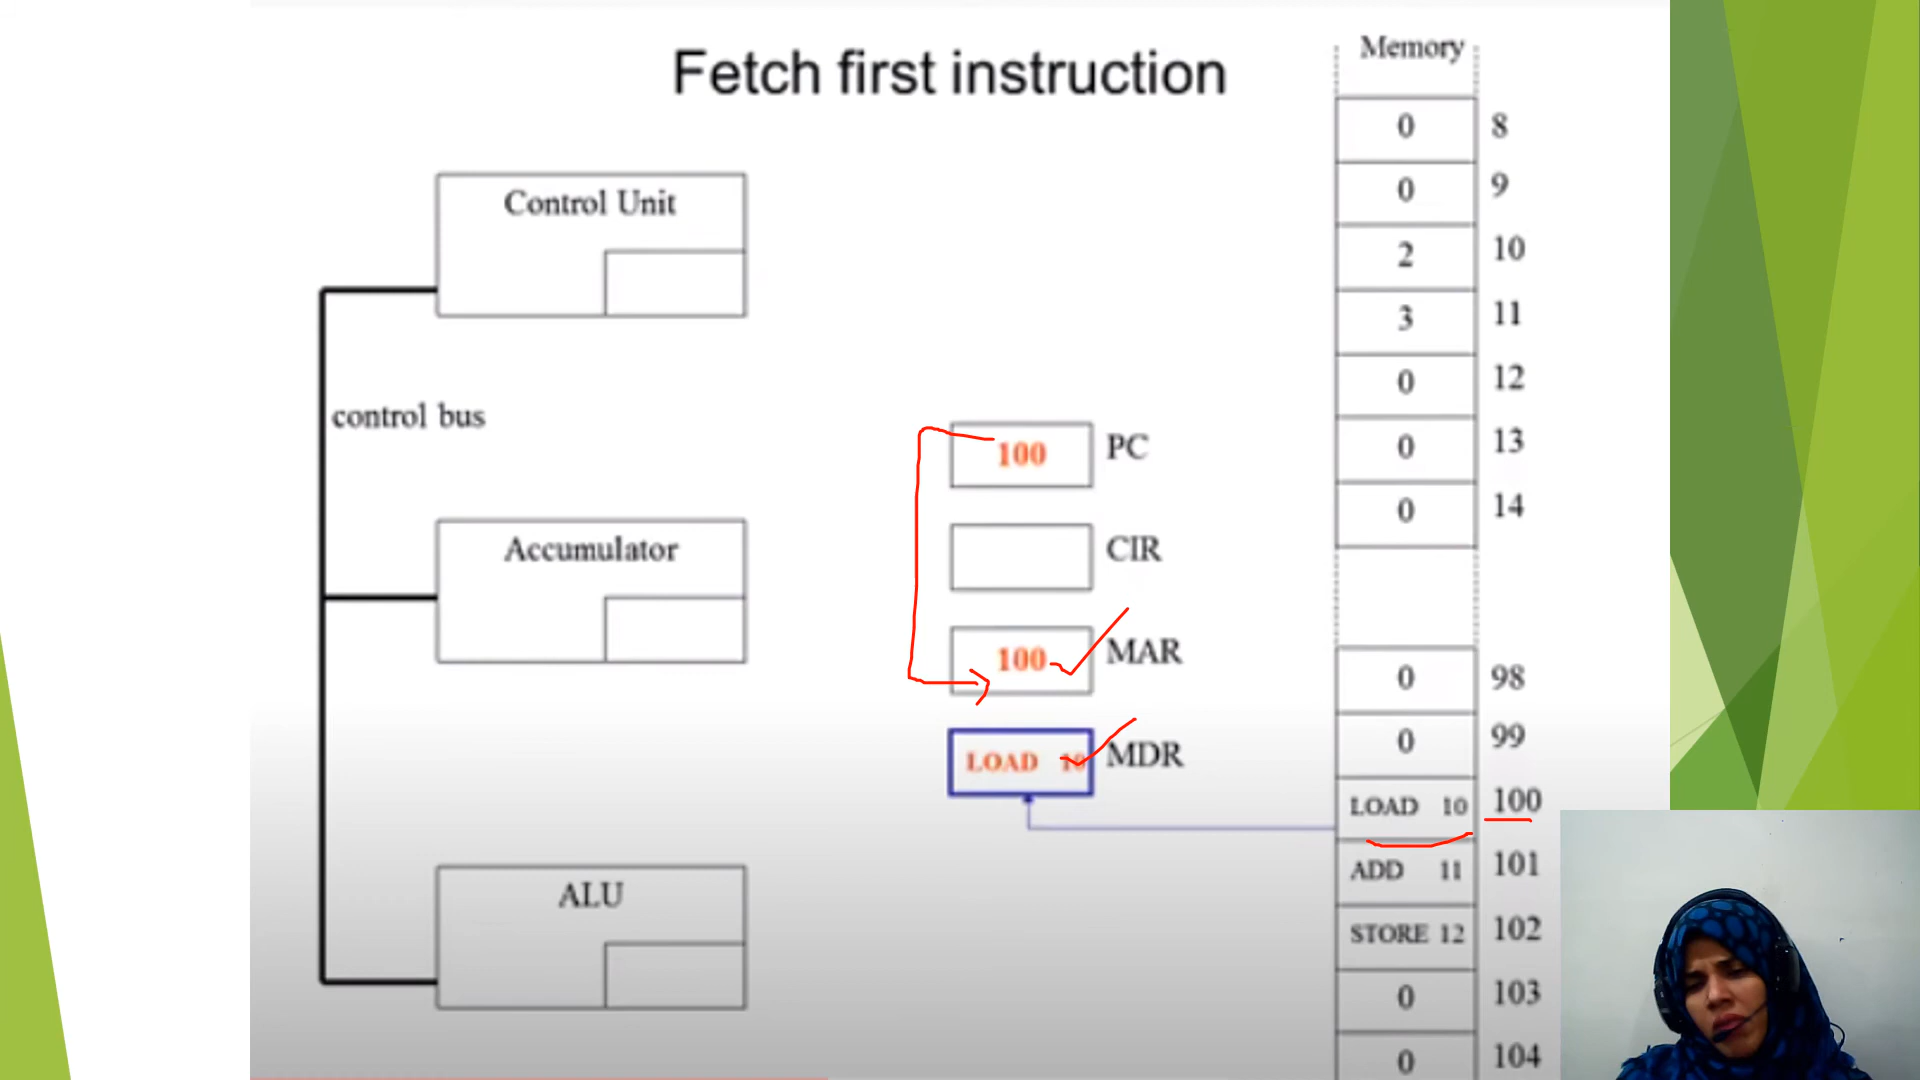 Fetch first instruction
Memory
0 8
0 9
2 10
3 11
0 12
0 13
0 14
0 98
0 99
LOAD 10 100
ADD 11 101
STORE 12 102
0 103
0 104
Control Unit
control bus
Accumulator
ALU
100 PC
CIR
100 MAR
LOAD 10 MDR